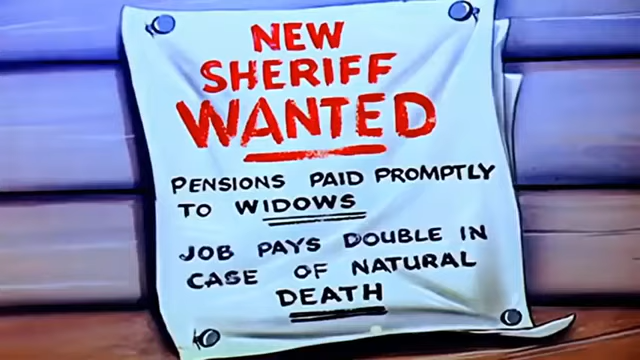 NEW
SHERIFF
WANTED
PENSIONS PAID PROMPTLY
TO WIDOWS
JOB PAYS DOUBLE IN
CASE OF NATURAL
DEATH